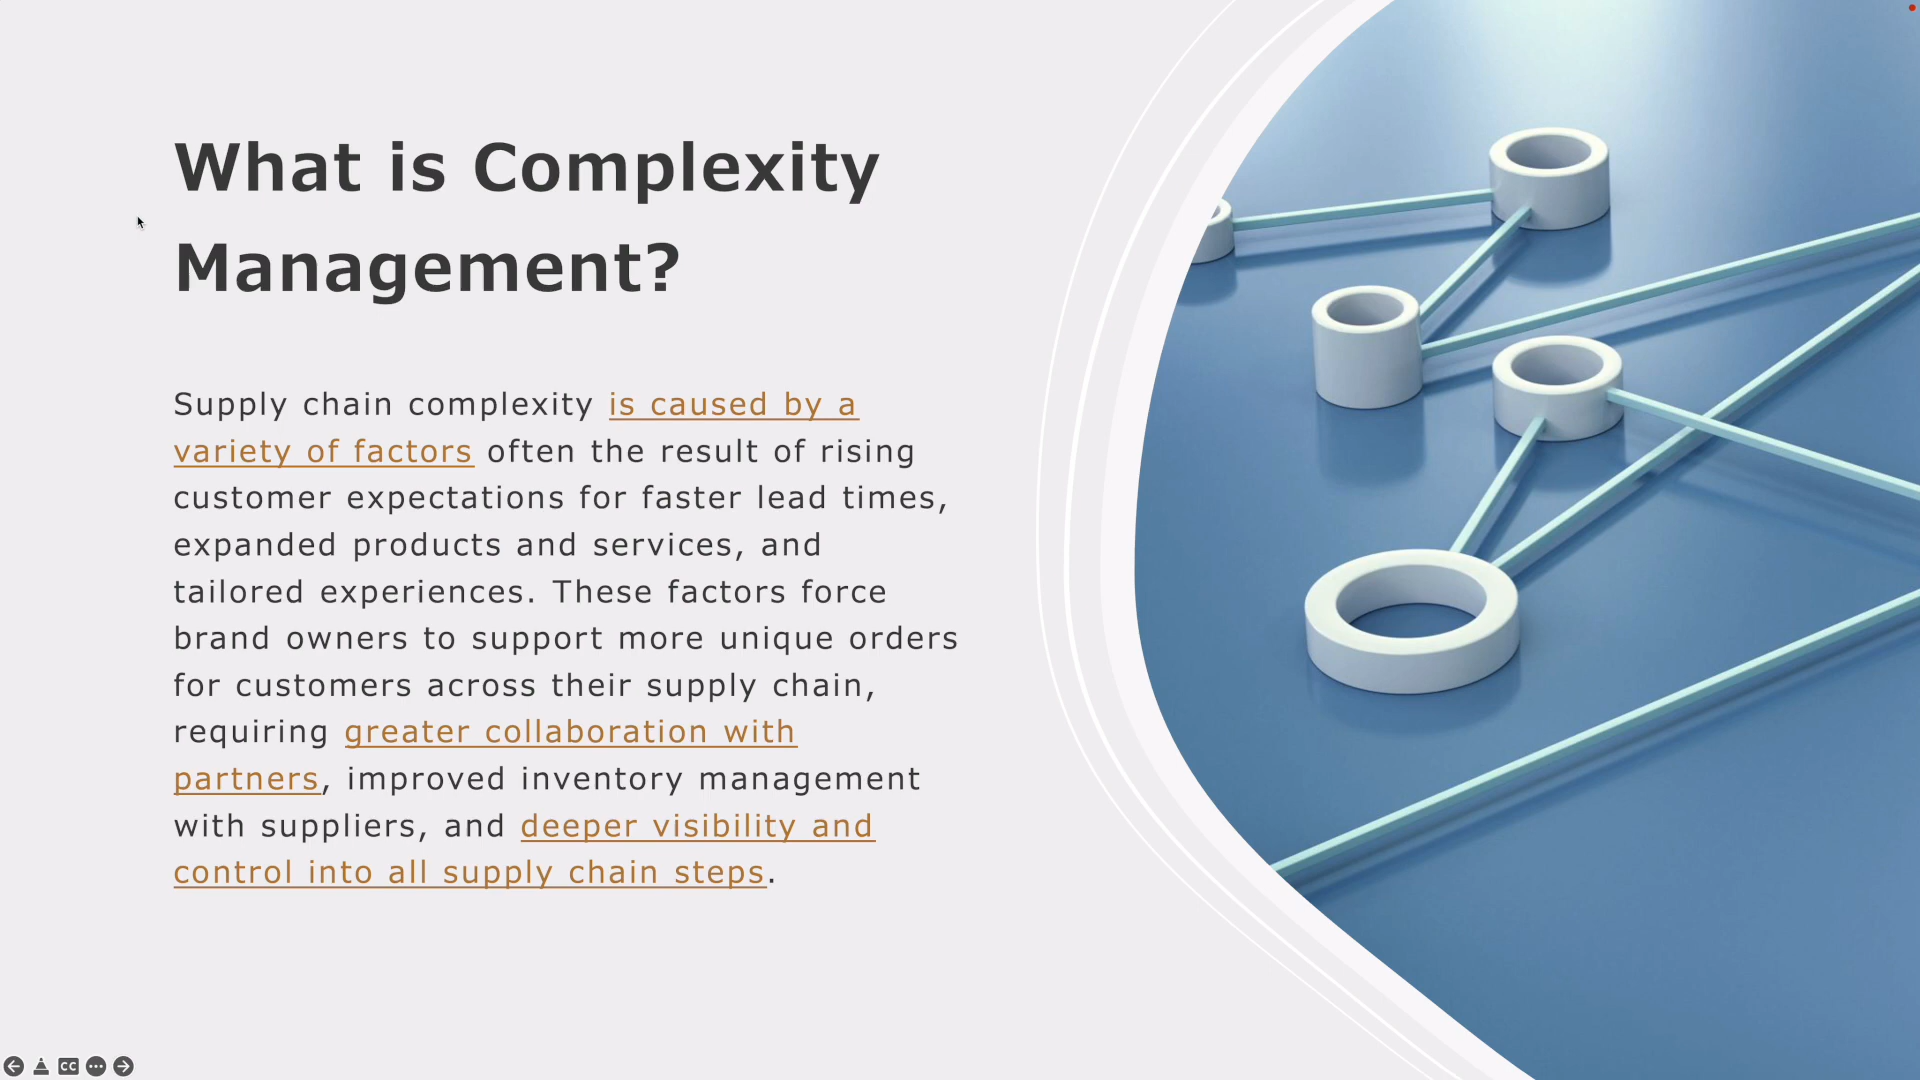 What is Complexity
Management?
Supply chain complexity is caused by a
variety of factors often the result of rising
customer expectations for faster lead times,
expanded products and services, and
tailored experiences. These factors force
brand owners to support more unique orders
for customers across their supply chain,
requiring greater collaboration with
partners, improved inventory management
with suppliers, and deeper visibility and
control into all supply chain steps.
CC